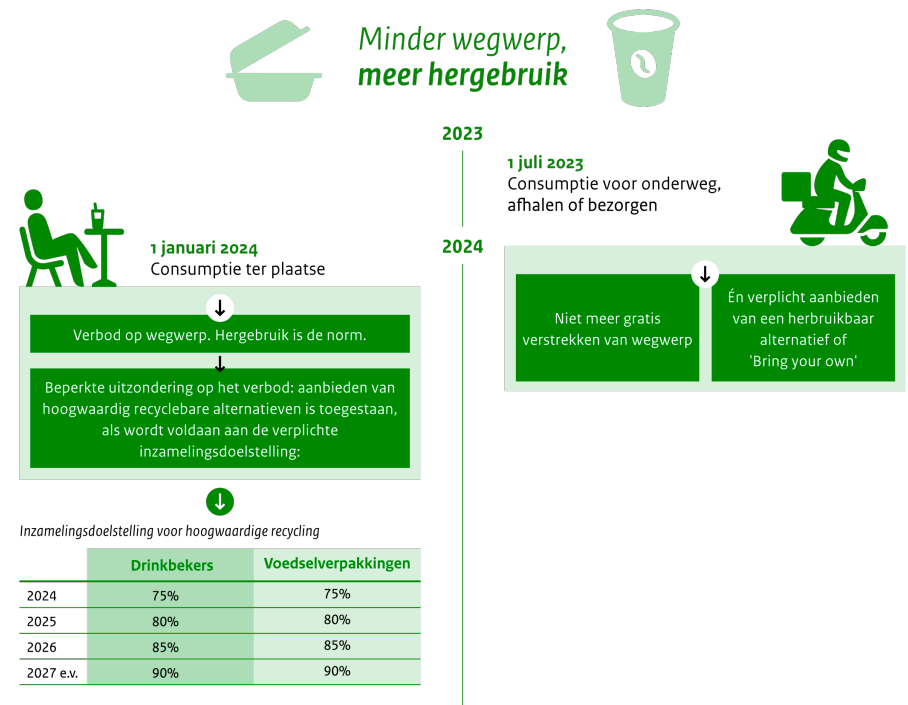 Minder wegwerp,
meer hergebruik
2023
1 juli 2023
Consumptie voor onderweg,
afhalen of bezorgen
2024
Niet meer gratis
verstrekken van wegwerp
Én verplicht aanbieden
van een herbruikbaar
alternatief of
'Bring your own'
1 januari 2024
Consumptie ter plaatse
Verbod op wegwerp. Hergebruik is de norm.
Beperkte uitzondering op het verbod: aanbieden van
hoogwaardig recyclebare alternatieven is toegestaan,
als wordt voldaan aan de verplichte
inzamelingsdoelstelling:
Inzamelingsdoelstelling voor hoogwaardige recycling
Drinkbekers Voedselverpakkingen
2024 75% 75%
2025 80% 80%
2026 85% 85%
2027 e.v. 90% 90%